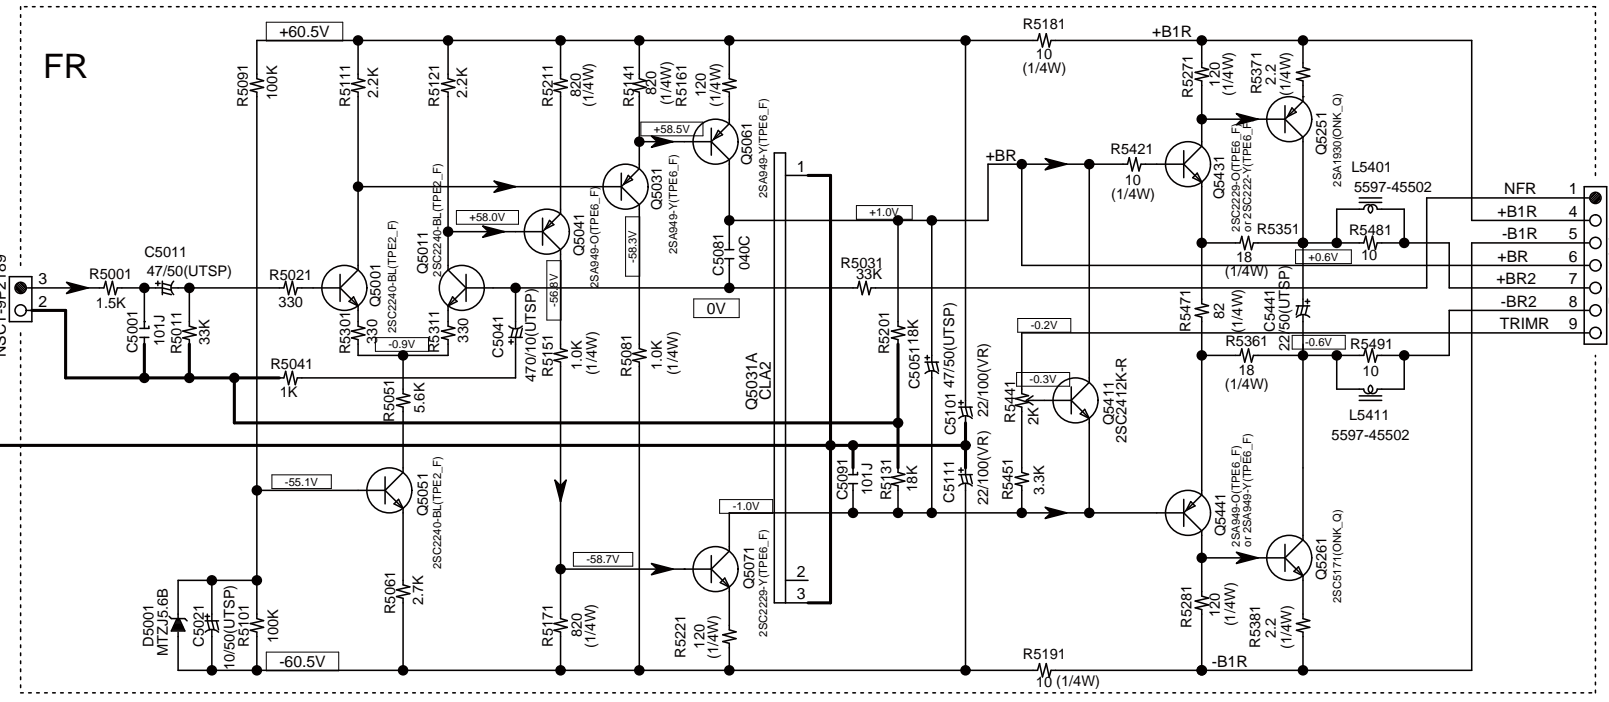 FR
+60.5V
R5091
100K
R5111
2.2K
R5121
2.2K
R5211
820
(1/4W)
R5141
820
(1/4W)
R5161
120
(1/4W)
R5181
10
(1/4W)
+B1R
R5271
120
(1/4W)
R5371
2.2
(1/4W)
Q5251
2SA1930(ONK_Q)
+58.5V
Q5061
2SA949-Y(TPE6_F)
Q5031
2SA949-Y(TPE6_F)
+58.0V
Q5041
2SA949-O(TPE6_F)
Q5011
2SC2240-BL(TPE2_F)
Q5001
2SC2240-BL(TPE2_F)
+BR
R5421
10
(1/4W)
Q5431
2SC2229-O(TPE6_F)
or 2SC222-Y(TPE6_F)
L5401
5597-45502
NFR
1
+B1R
4
-B1R
5
+BR
6
+BR2
7
-BR2
8
TRIMR
9
3
2
R5001
1.5K
C5011
47/50(UTSP)
C5001
101J
R5011
33K
R5021
330
R5301
330
R5311
330
-0.9V
C5041
470/10(UTSP)
-56.8V
-58.3V
R5151
1.0K
(1/4W)
R5081
1.0K
(1/4W)
C5081
040C
0V
1
+1.0V
R5031
33K
R5351
18
(1/4W)
R5481
10
+0.6V
R5471
82
(1/4W)
C5441
22/50(UTSP)
-0.6V
R5361
18
(1/4W)
R5491
10
L5411
5597-45502
R5041
1K
R5051
5.6K
Q5031A
CLA2
R5201
18K
C5051
47/50(UTSP)
C5101
22/100(VR)
-0.2V
-0.3V
R5441
2K
Q5411
2SC2412K-R
C5091
101J
R5131
18K
C5111
22/100(VR)
R5451
3.3K
-55.1V
Q5051
2SC2240-BL(TPE2_F)
-1.0V
-58.7V
Q5071
2SC2229-Y(TPE6_F)
2
3
Q5441
2SA949-O(TPE6_F)
or 2SA949-Y(TPE6_F)
Q5261
2SC5171(ONK_Q)
D5001
MTZJ5.6B
C5021
10/50(UTSP)
R5101
100K
R5061
2.7K
R5171
820
(1/4W)
R5221
120
(1/4W)
R5281
120
(1/4W)
R5381
2.2
(1/4W)
-60.5V
R5191
10 (1/4W)
-B1R